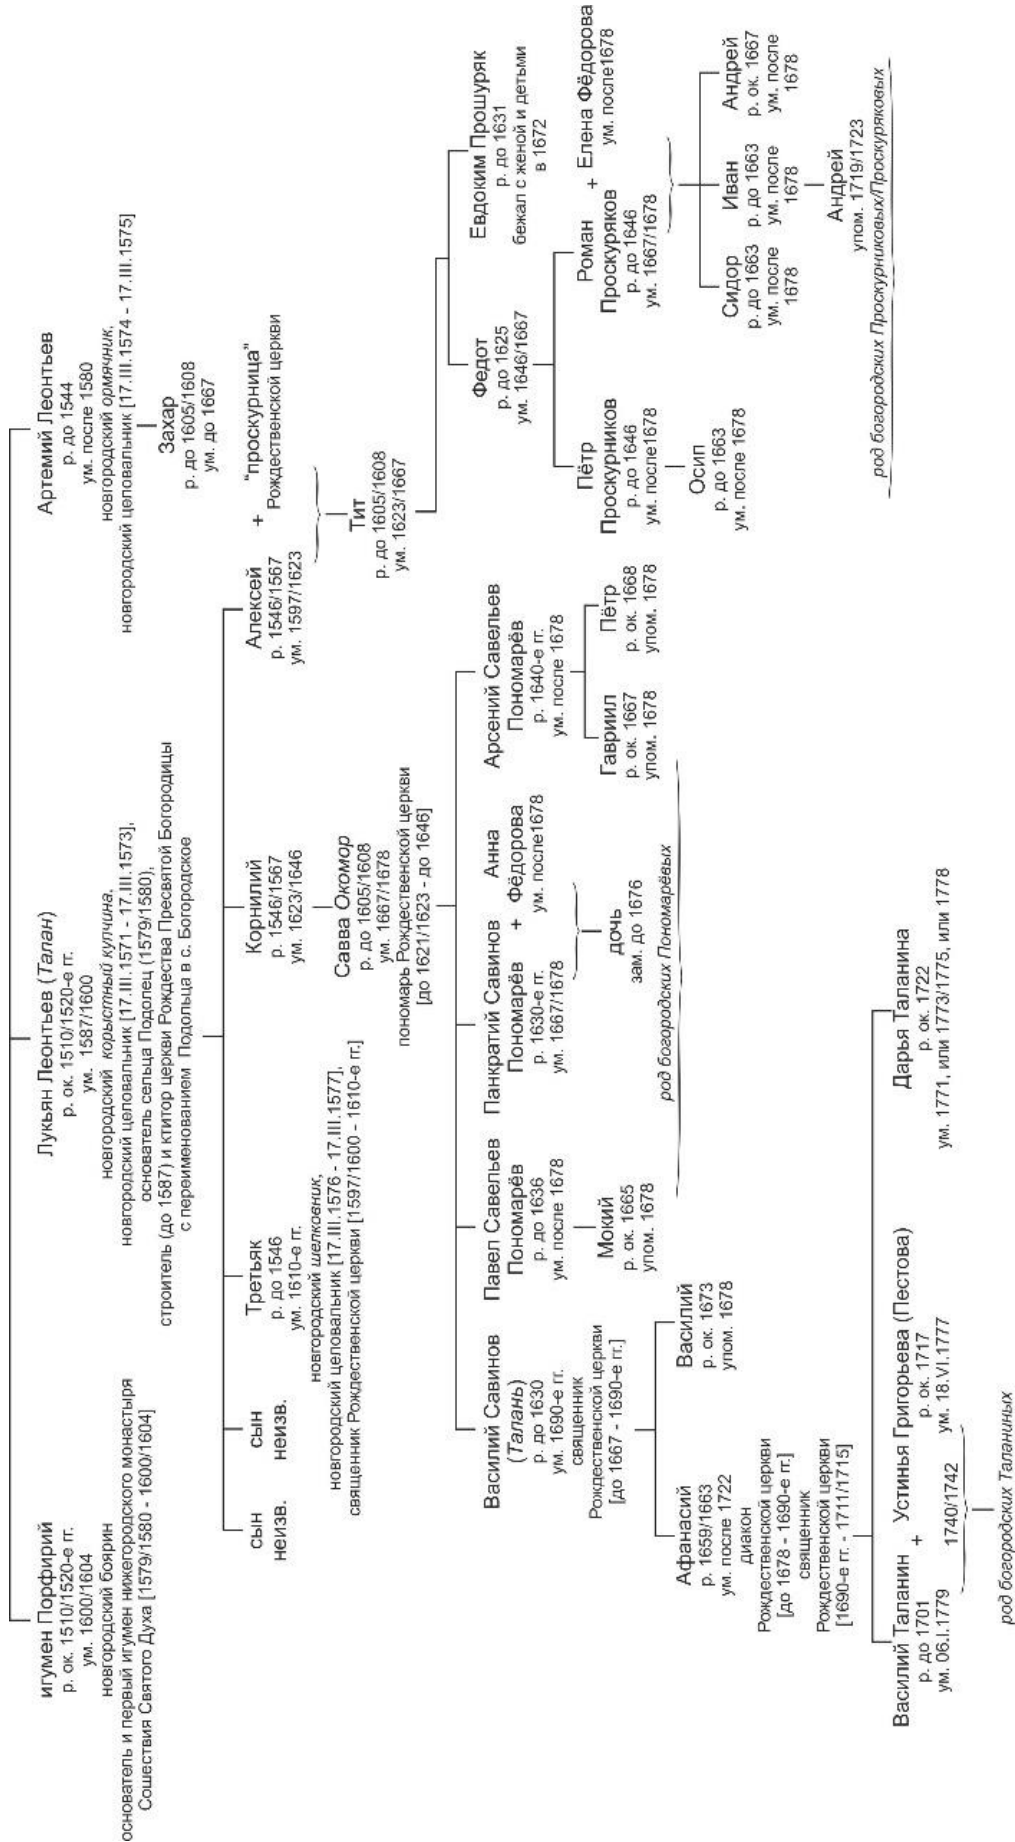 игумен Порфирий
р. ок. 1510/1520-е гг.
ум. 1600/1604
новгородский боярин
основатель и первый игумен нижегородского монастыря
Сошествия Святого Духа [1579/1580 - 1600/1604]
Лукьян Леонтьев (Талан)
р. ок. 1510/1520-е гг.
ум. 1587/1600
новгородский корыстный купчина,
новгородский целовальник [17.III.1571 - 17.III.1573],
основатель сельца Подолец (1579/1580),
строитель (до 1587) и ктитор церкви Рождества Пресвятой Богородицы
с переименованием Подольца в с. Богородское
Артемий Леонтьев
р. до 1544
ум. после 1580
новгородский ормячник,
новгородский целовальник [17.III.1574 - 17.III.1575]
Захар
р. до 1605/1608
ум. до 1667
сын
неизв.
сын
неизв.
Третьяк
р. до 1546
ум. 1610-е гг.
новгородский шелковник,
новгородский целовальник [17.III.1576 - 17.III.1577],
священник Рождественской церкви [1597/1600 - 1610-е гг.]
Корнилий
р. 1546/1567
ум. 1623/1646
Алексей
р. 1546/1567
ум. 1597/1623
+
"проскурница"
Рождественской церкви
Савва Окомор
р. до 1605/1608
ум. 1667/1678
пономарь Рождественской церкви
[до 1621/1623 - до 1646]
Тит
р. до 1605/1608
ум. 1623/1667
Василий Савинов
(Талань)
р. до 1630
ум. 1690-е гг.
священник
Рождественской церкви
[до 1667 - 1690-е гг.]
Павел Савельев
Пономарёв
р. до 1636
ум. после 1678
Панкратий Савинов
Пономарёв
р. 1630-е гг.
ум. 1667/1678
+
Анна
Фёдорова
ум. после1678
Арсений Савельев
Пономарёв
р. 1640-е гг.
ум. после 1678
Федот
р. до 1625
ум. 1646/1667
Евдоким Прошуряк
р. до 1631
бежал с женой и детьми
в 1672
Мокий
р. ок. 1665
упом. 1678
дочь
зам. до 1676
Гавриил
р. ок. 1667
упом. 1678
Пётр
р. ок. 1668
упом. 1678
род богородских Пономарёвых
Пётр
Проскурников
р. до 1646
ум. после1678
Роман
Проскуряков
р. до 1646
ум. 1667/1678
+
Елена Фёдорова
ум. после1678
Осип
р. до 1663
ум. после 1678
Сидор
р. до 1663
ум. после
1678
Иван
р. до 1663
ум. после
1678
Андрей
р. ок. 1667
ум. после
1678
Андрей
упом. 1719/1723
род богородских Проскурниковых/Проскуряковых
Афанасий
р. 1659/1663
ум. после 1722
диакон
Рождественской церкви
[до 1678 - 1690-е гг.]
священник
Рождественской церкви
[1690-е гг. - 1711/1715]
Василий
р. ок. 1673
упом. 1678
Василий Таланин
р. до 1701
ум. 06.I.1779
+
1740/1742
Устинья Григорьева (Пестова)
р. ок. 1717
ум. 18.VI.1777
Дарья Таланина
р. ок. 1722
ум. 1771, или 1773/1775, или 1778
род богородских Таланиных